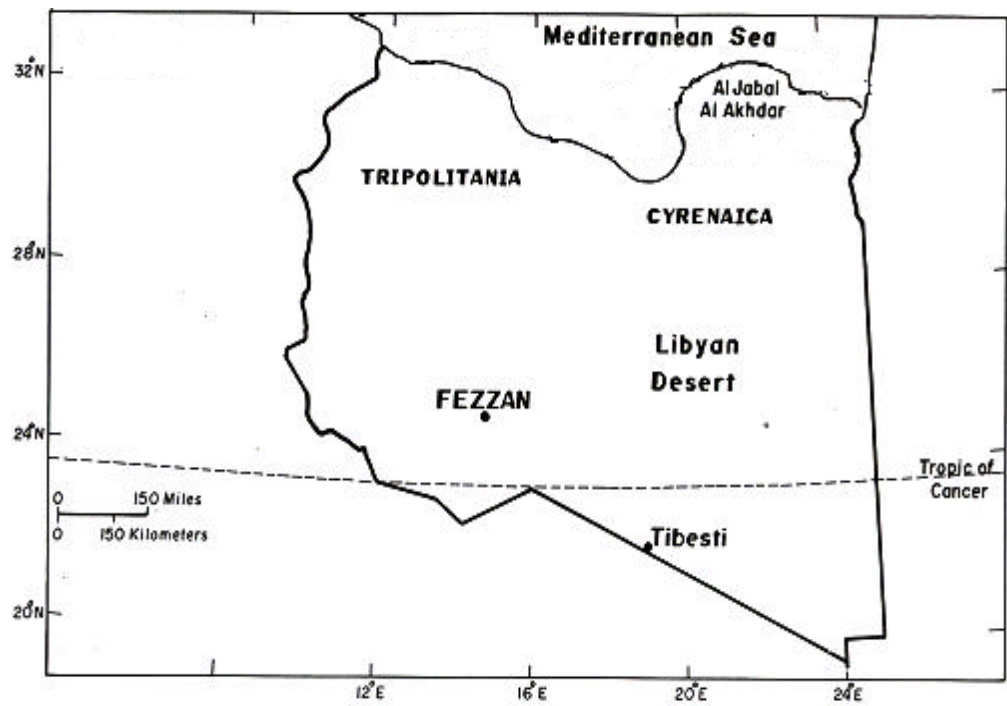 Mediterranean Sea
32°N
Al Jabal
Al Akhdar
TRIPOLITANIA
CYRENAICA
28°N
Libyan
Desert
FEZZAN
24°N
Tropic of
Cancer
0 150 Miles
0 150 Kilometers
Tibesti
20°N
12°E 16°E 20°E 24°E